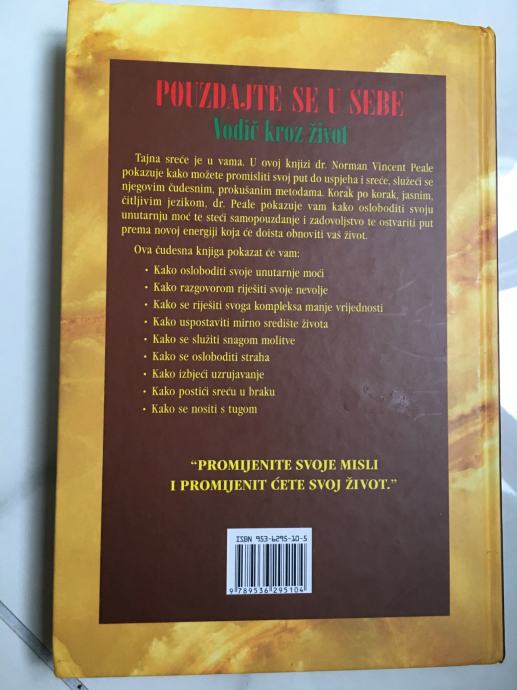 POUZDAJTE SE U SEBE
Vodič kroz život
Tajna sreće je u vama. U ovoj knjizi dr. Norman Vincent Peale
pokazuje kako možete promisliti svoj put do uspjeha i sreće, služeći se
njegovim čudesnim, prokušanim metodama. Korak po korak, jasnim,
čitljivim jezikom, dr. Peale pokazuje vam kako osloboditi svoju
unutarnju moć te steći samopouzdanje i zadovoljstvo te ostvariti put
prema novoj energiji koja će doista obnoviti vaš život.
Ova čudesna knjiga pokazat će vam:
• Kako osloboditi svoje unutarnje moći
• Kako razgovorom riješiti svoje nevolje
• Kako se riješiti svoga kompleksa manje vrijednosti
• Kako uspostaviti mirno središte života
• Kako se služiti snagom molitve
• Kako se osloboditi straha
• Kako izbjeći uzrujavanje
• Kako postići sreću u braku
• Kako se nositi s tugom
“PROMIJENITE SVOJE MISLI
I PROMIJENIT ĆETE SVOJ ŽIVOT.”
ISBN 953-6295-10-5
9 789536 295104